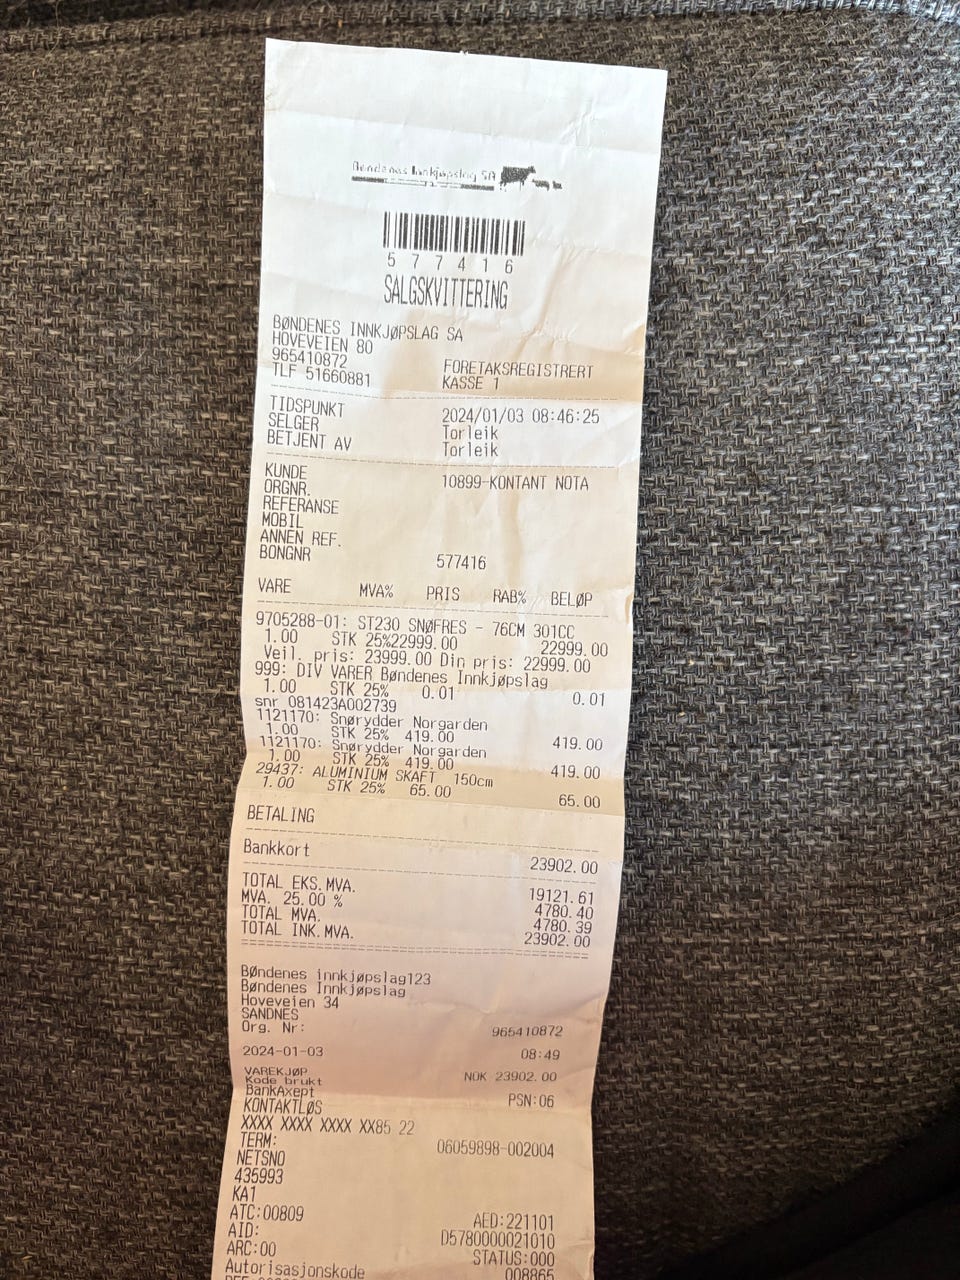 Bøndenes Innkjøpslag SA
577416
SALGSKVITTERING
BØNDENES INNKJØPSLAG SA
HOVEVEIEN 80
965410872 FORETAKSREGISTRERT
TLF 51660881 KASSE 1
TIDSPUNKT 2024/01/03 08:46:25
SELGER Torleik
BETJENT AV Torleik
KUNDE 10899-KONTANT NOTA
ORGNR.
REFERANSE
MOBIL
ANNEN REF.
BONGNR 577416
VARE MVA% PRIS RAB% BELØP
9705288-01: ST230 SNØFRES - 76CM 301CC
1.00 STK 25%22999.00 22999.00
Veil. pris: 23999.00 Din pris: 22999.00
999: DIV VARER Bøndenes Innkjøpslag
1.00 STK 25% 0.01 0.01
snr 081423A002739
1121170: Snørydder Norgarden
1.00 STK 25% 419.00 419.00
1121170: Snørydder Norgarden
1.00 STK 25% 419.00 419.00
29437: ALUMINIUM SKAFT 150cm
1.00 STK 25% 65.00 65.00
BETALING
Bankkort 23902.00
TOTAL EKS.MVA. 19121.61
MVA. 25.00 % 4780.40
TOTAL MVA. 4780.39
TOTAL INK.MVA. 23902.00
Bøndenes innkjøpslag123
Bøndenes Innkjøpslag
Hoveveien 34
SANDNES
Org. Nr: 965410872
2024-01-03 08:49
VAREKJØP NOK 23902.00
Kode brukt
BankAxept PSN:06
KONTAKTLØS
XXXX XXXX XXXX XX85 22
TERM: 06059898-002004
NETSNO
435993
KA1
ATC:00809 AED:221101
AID: D5780000021010
ARC:00 STATUS:000
Autorisasjonskode 008865